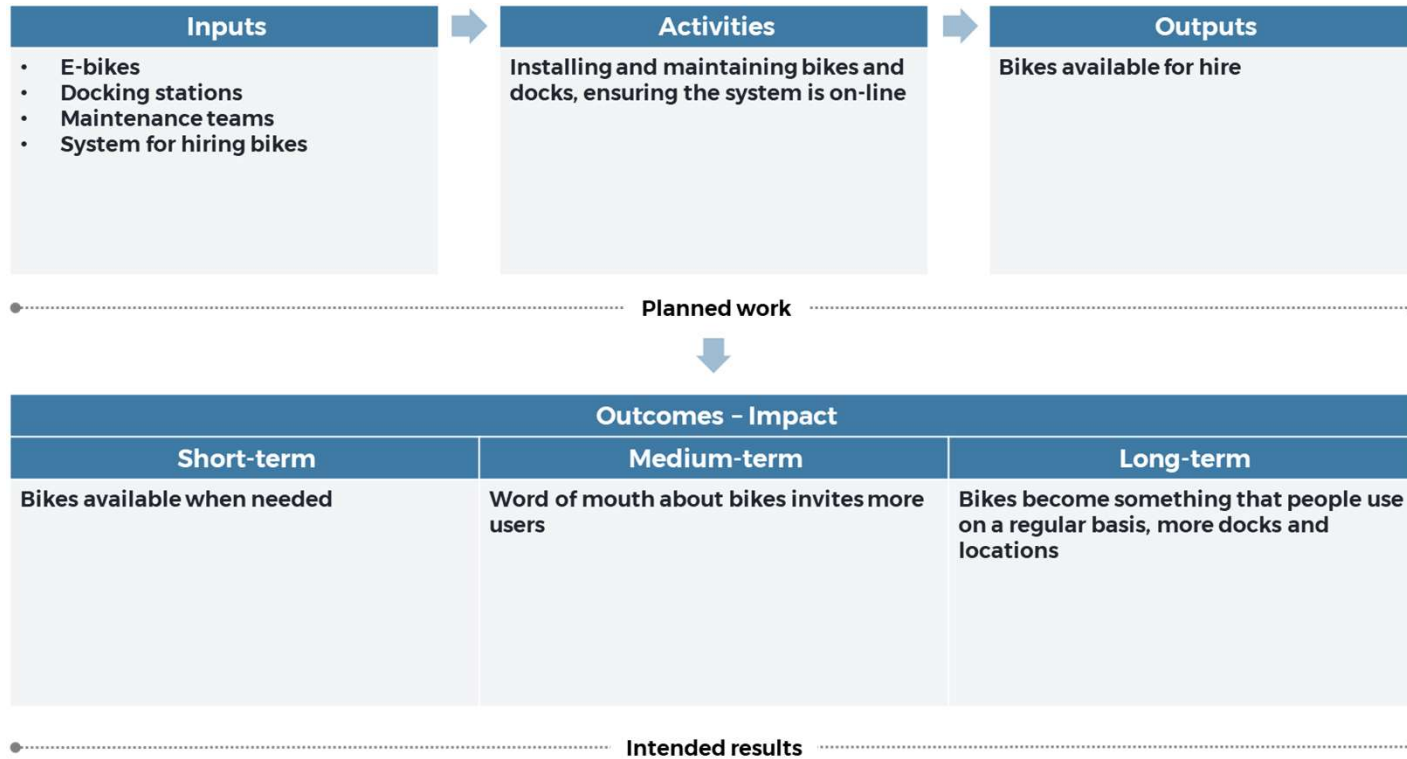 Inputs
Activities
Outputs
• E-bikes
• Docking stations
• Maintenance teams
• System for hiring bikes
Installing and maintaining bikes and
docks, ensuring the system is on-line
Bikes available for hire
Planned work
Outcomes – Impact
Short-term
Medium-term
Long-term
Bikes available when needed
Word of mouth about bikes invites more
users
Bikes become something that people use
on a regular basis, more docks and
locations
Intended results